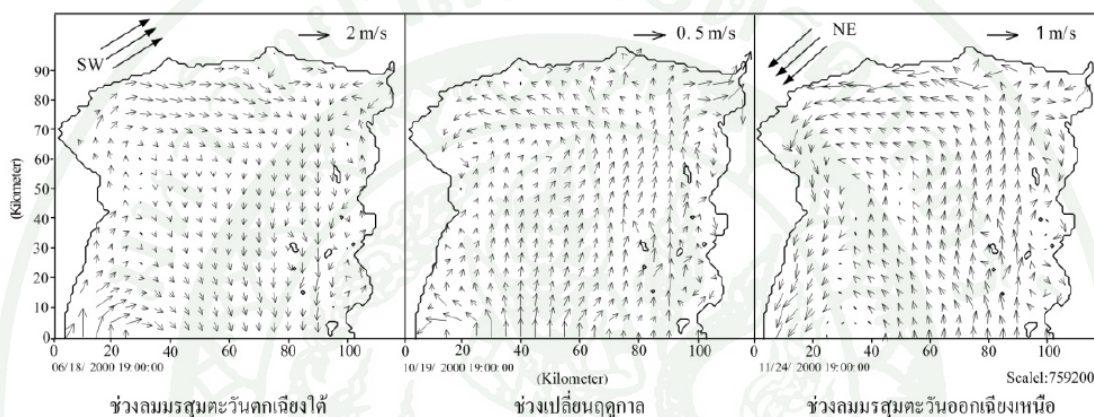 SW
2 m/s
0.5 m/s
NE
1 m/s
(Kilometer)
90
80
70
60
50
40
30
20
10
0
0 20 40 60 80 100
0 20 40 60 80 100
0 20 40 60 80 100
06/18/ 2000 19:00:00
10/19/ 2000 19:00:00
11/24/ 2000 19:00:00
(Kilometer)
Scale1:759200
ช่วงลมมรสุมตะวันตกเฉียงใต้
ช่วงเปลี่ยนฤดูกาล
ช่วงลมมรสุมตะวันออกเฉียงเหนือ